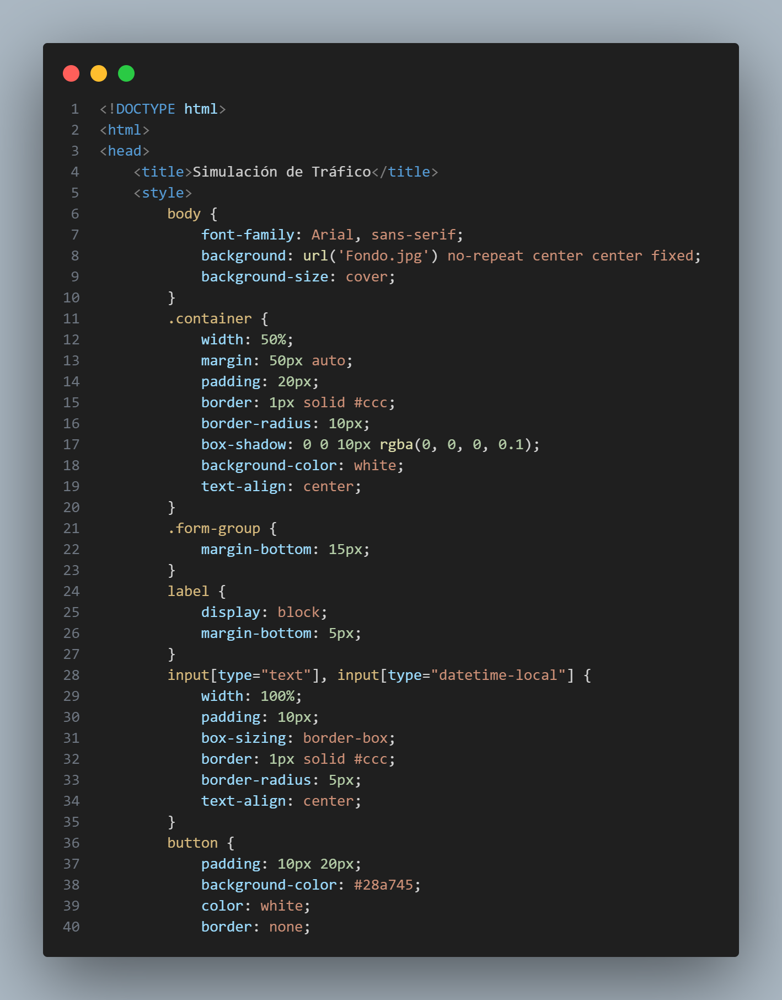 1 <!DOCTYPE html>
2 <html>
3 <head>
4     <title>Simulación de Tráfico</title>
5     <style>
6         body {
7             font-family: Arial, sans-serif;
8             background: url('Fondo.jpg') no-repeat center center fixed;
9             background-size: cover;
10         }
11         .container {
12             width: 50%;
13             margin: 50px auto;
14             padding: 20px;
15             border: 1px solid #ccc;
16             border-radius: 10px;
17             box-shadow: 0 0 10px rgba(0, 0, 0, 0.1);
18             background-color: white;
19             text-align: center;
20         }
21         .form-group {
22             margin-bottom: 15px;
23         }
24         label {
25             display: block;
26             margin-bottom: 5px;
27         }
28         input[type="text"], input[type="datetime-local"] {
29             width: 100%;
30             padding: 10px;
31             box-sizing: border-box;
32             border: 1px solid #ccc;
33             border-radius: 5px;
34             text-align: center;
35         }
36         button {
37             padding: 10px 20px;
38             background-color: #28a745;
39             color: white;
40             border: none;